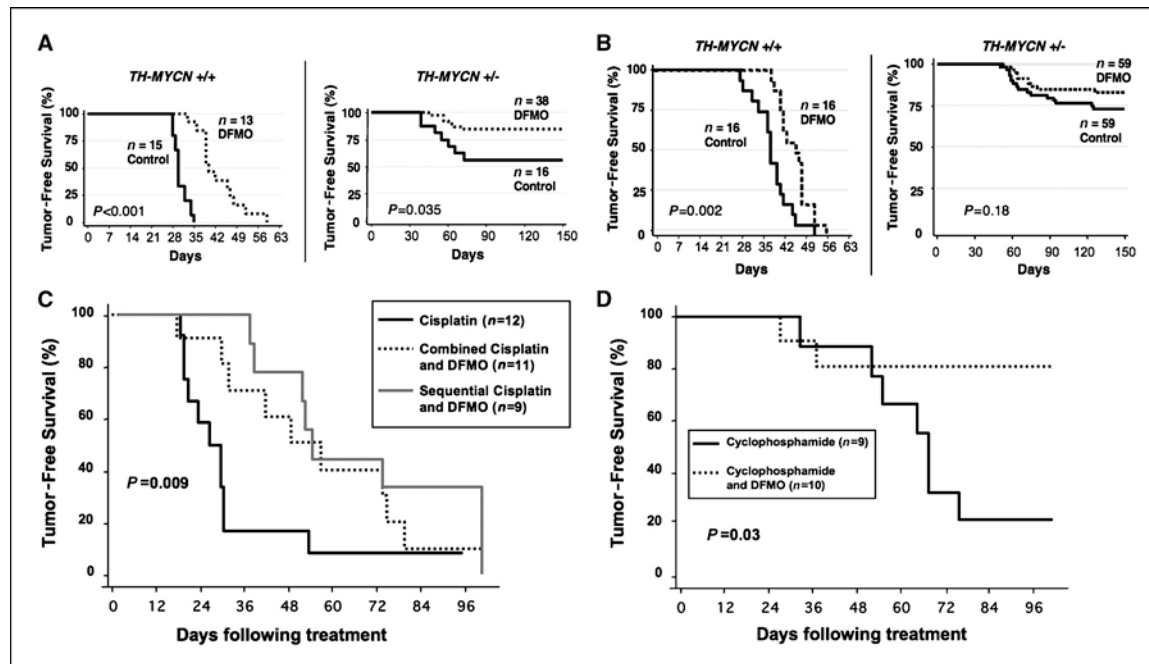 A
TH-MYCN +/+
TH-MYCN +/-
Tumor-Free Survival (%)
100
75
50
25
0
n = 13
DFMO
n = 15
Control
P<0.001
0 7 14 21 28 35 42 49 56 63
Days
Tumor-Free Survival (%)
100
75
50
25
0
n = 38
DFMO
n = 16
Control
P=0.035
0 30 60 90 120 150
Days
B
TH-MYCN +/+
TH-MYCN +/-
Tumor-Free Survival (%)
100
75
50
25
0
n = 16
DFMO
n = 16
Control
P=0.002
0 7 14 21 28 36 42 49 56 63
Days
Tumor-Free Survival (%)
100
75
50
25
0
n = 59
DFMO
n = 59
Control
P=0.18
0 30 60 90 120 150
Days
C
Tumor-Free Survival (%)
100
80
60
40
20
0
Cisplatin (n=12)
Combined Cisplatin
and DFMO (n=11)
Sequential Cisplatin
and DFMO (n=9)
P=0.009
0 12 24 36 48 60 72 84 96
Days following treatment
D
Tumor-Free Survival (%)
100
80
60
40
20
0
Cyclophosphamide (n=9)
Cyclophosphamide
and DFMO (n=10)
P=0.03
0 12 24 36 48 60 72 84 96
Days following treatment